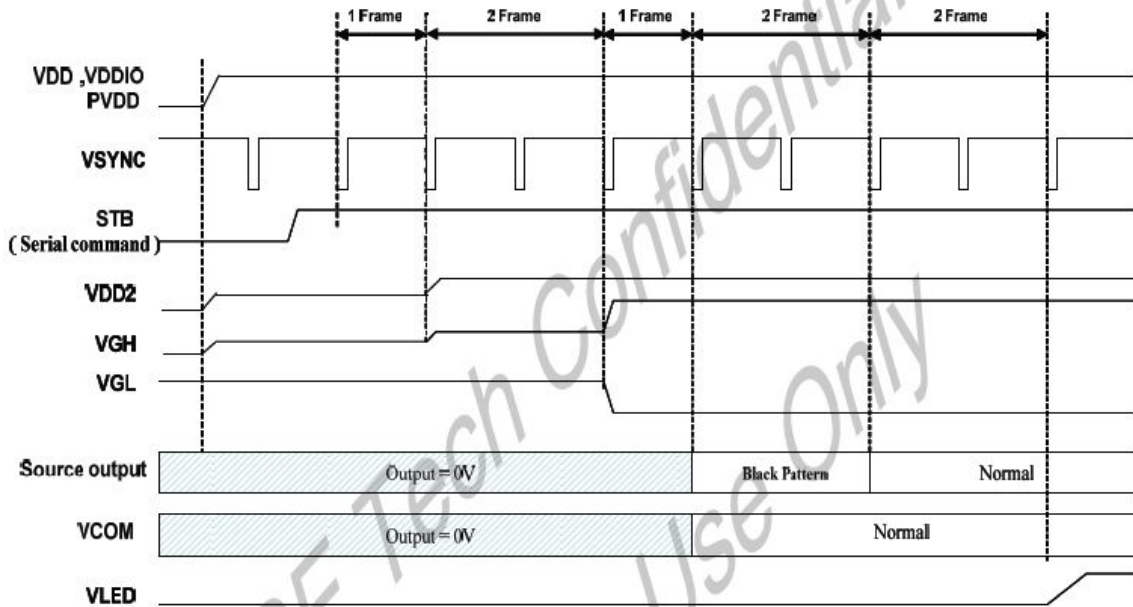 1 Frame
2 Frame
1 Frame
2 Frame
2 Frame
VDD ,VDDIO
PVDD
VSYNC
STB
( Serial command )
VDD2
VGH
VGL
Source output
Output = 0V
Black Pattern
Normal
VCOM
Output = 0V
Normal
VLED
Tech Confidential
Use Only